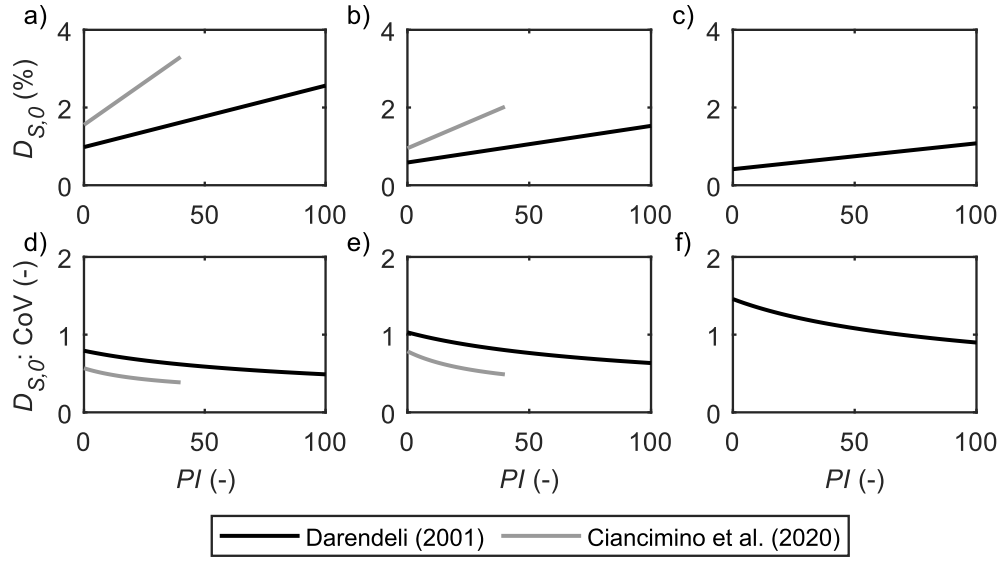 a) b) c)
4 4 4
2 2 2
0 0 0
D_S,0 (%)
0 50 100 0 50 100 0 50 100
d) e) f)
2 2 2
1 1 1
0 0 0
D_S,0: CoV (-)
0 50 100 0 50 100 0 50 100
PI (-) PI (-) PI (-)
Darendeli (2001) Ciancimino et al. (2020)